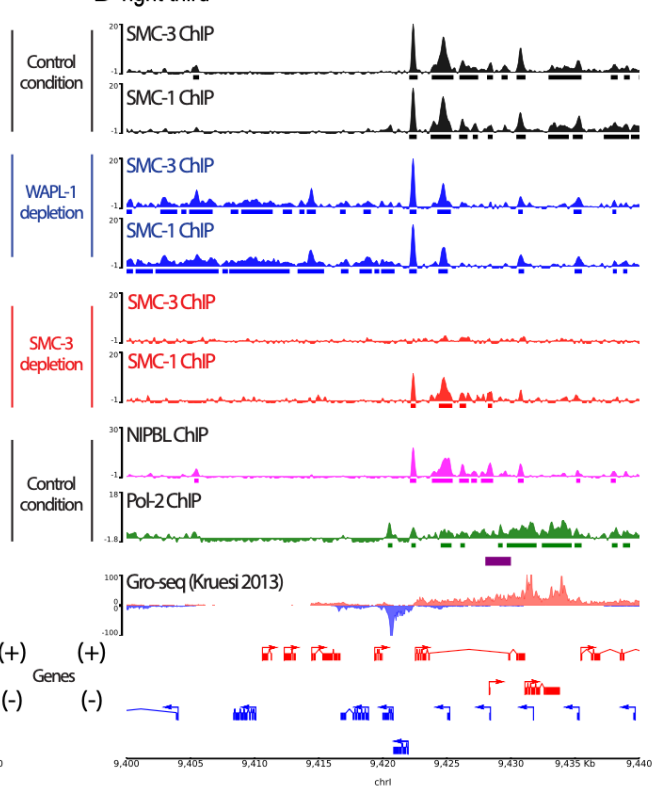 right third
20
SMC-3 ChIP
-1
Control
condition
20
SMC-1 ChIP
-1
20
SMC-3 ChIP
-1
WAPL-1
depletion
20
SMC-1 ChIP
-1
20
SMC-3 ChIP
-1
SMC-3
depletion
20
SMC-1 ChIP
-1
30
NIPBL ChIP
-1
Control
condition
18
Pol-2 ChIP
-1.8
100
Gro-seq (Kruesi 2013)
0
0
-100
(+) (+)
Genes
(-) (-)
9,400 9,405 9,410 9,415 9,420 9,425 9,430 9,435 Kb 9,440
chrI